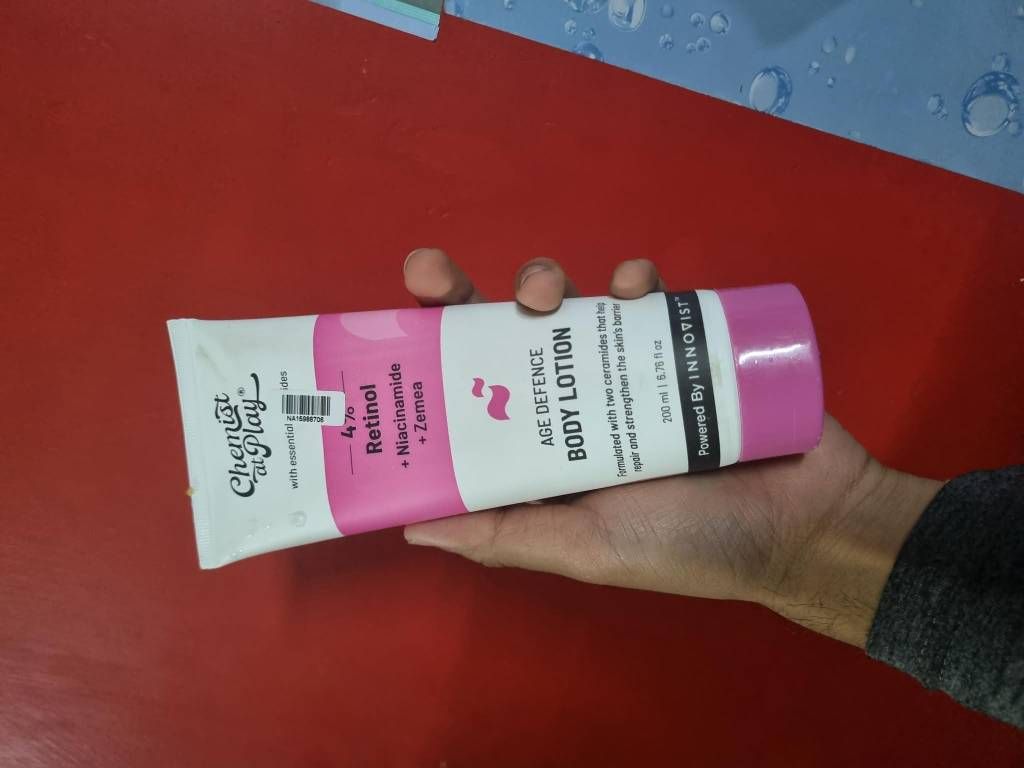 Chemist
at Play®
with essential ides
NA15988706
4%
Retinol
+ Niacinamide
+ Zemea
AGE DEFENCE
BODY LOTION
Formulated with two ceramides that help
repair and strengthen the skin's barrier
200 ml | 6.76 fl oz
Powered By INNOVIST™